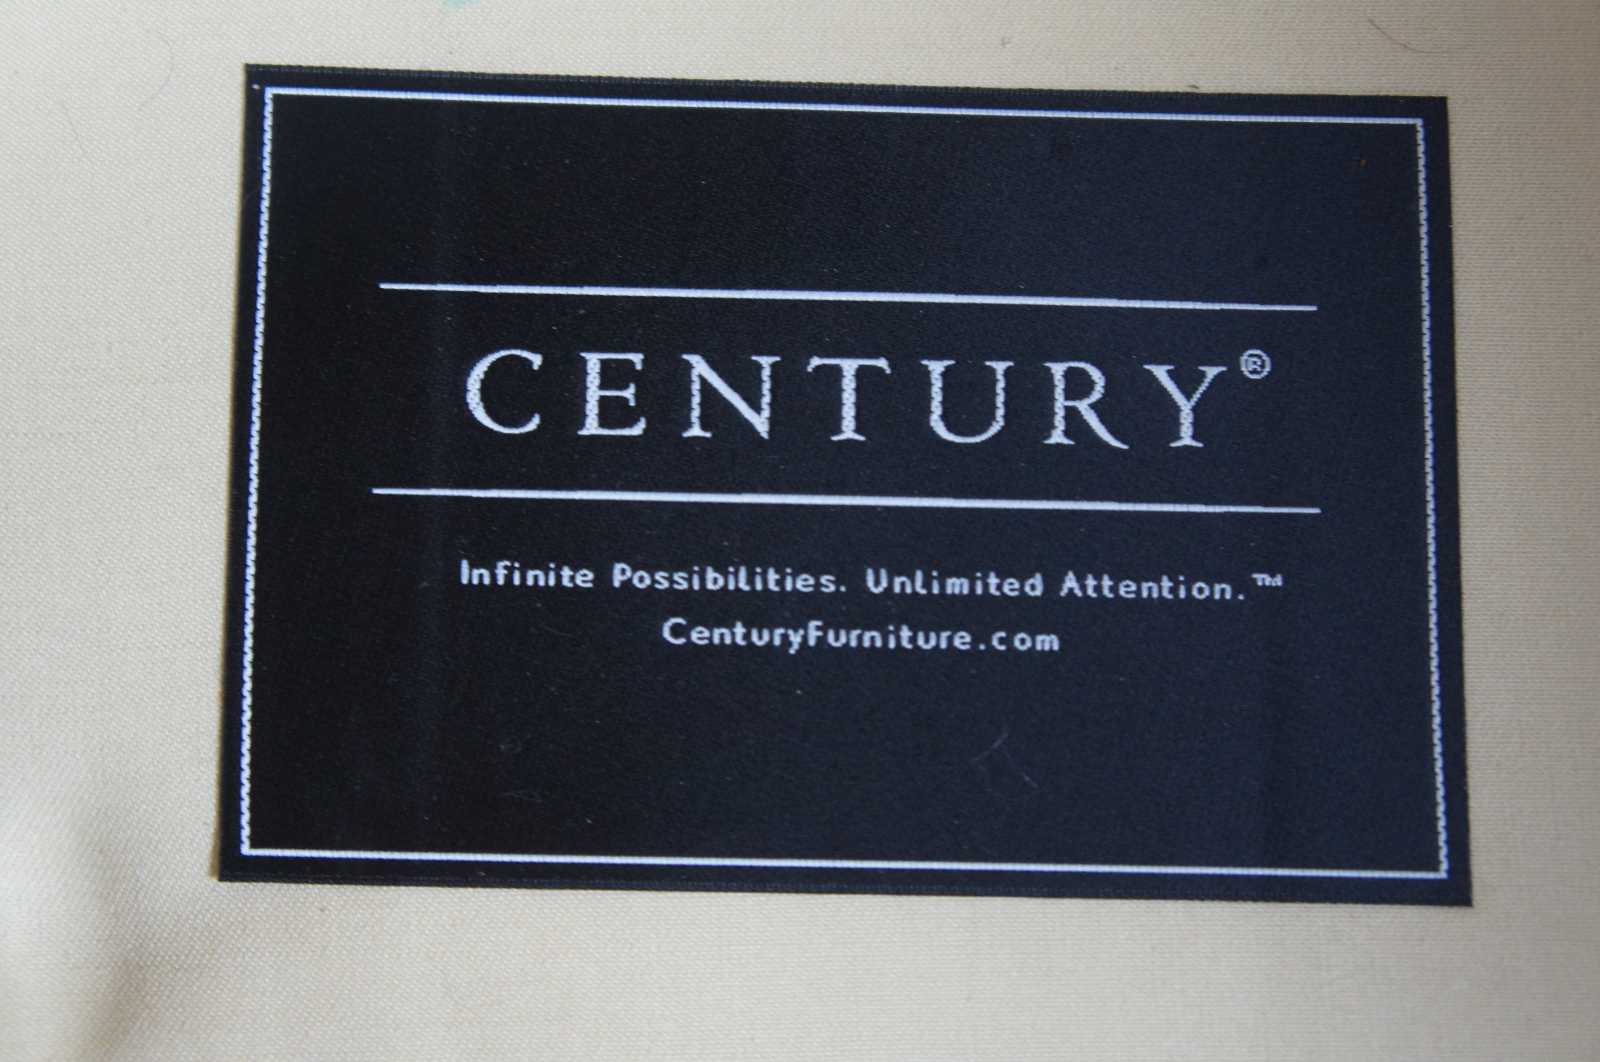 CENTURY®
Infinite Possibilities. Unlimited Attention.™
CenturyFurniture.com